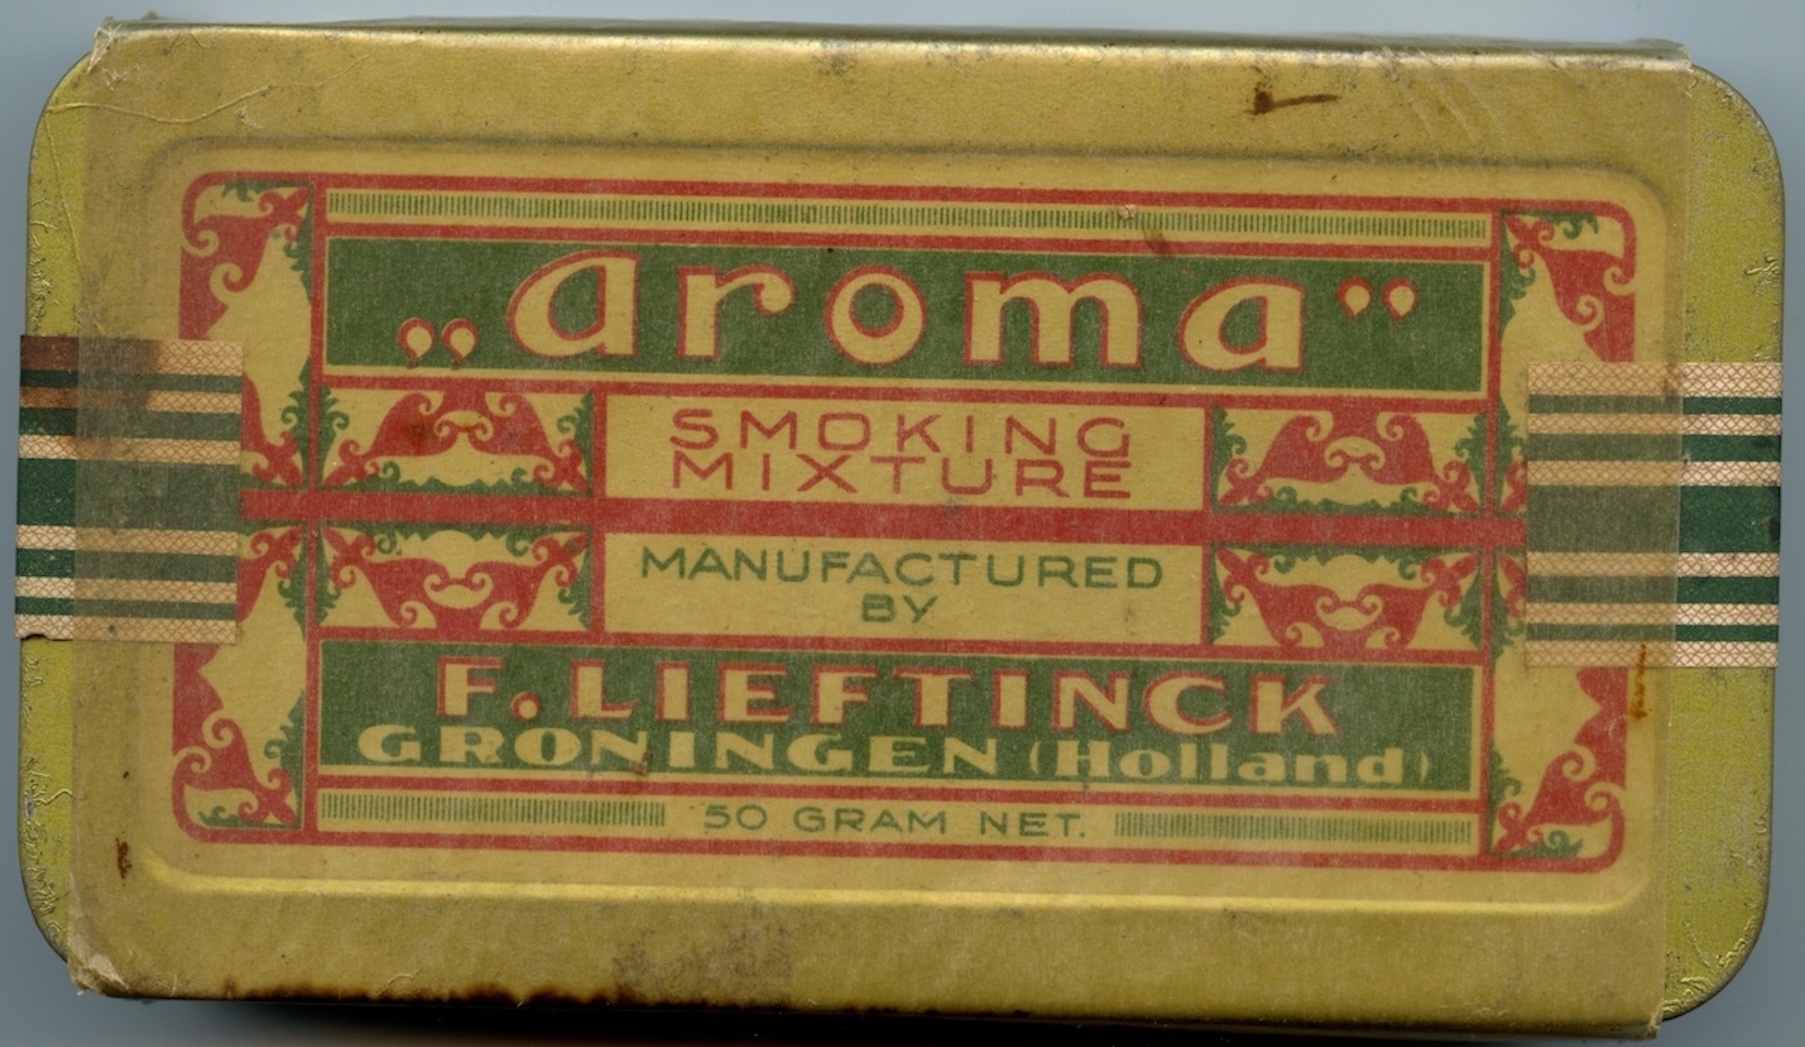 „aroma”
SMOKING
MIXTURE
MANUFACTURED
BY
F. LIEFTINCK
GRONINGEN (Holland)
50 GRAM NET.